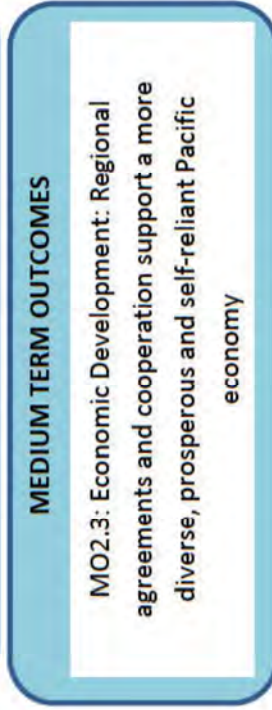 MEDIUM TERM OUTCOMES
MO2.3: Economic Development: Regional
agreements and cooperation support a more
diverse, prosperous and self-reliant Pacific
economy